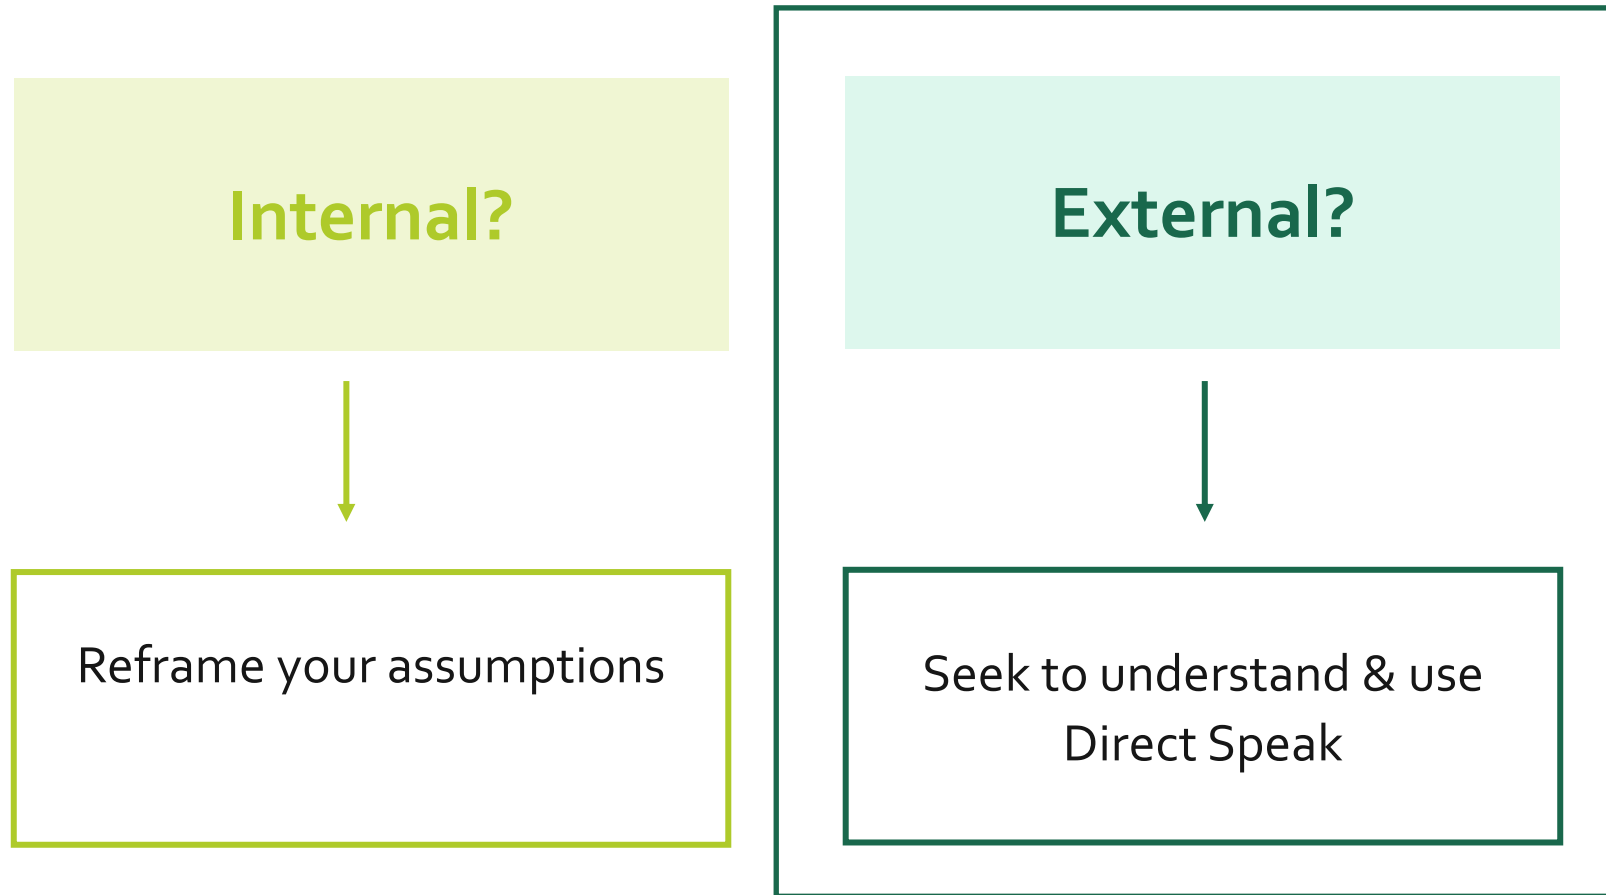 Internal?
External?
Reframe your assumptions
Seek to understand & use
Direct Speak